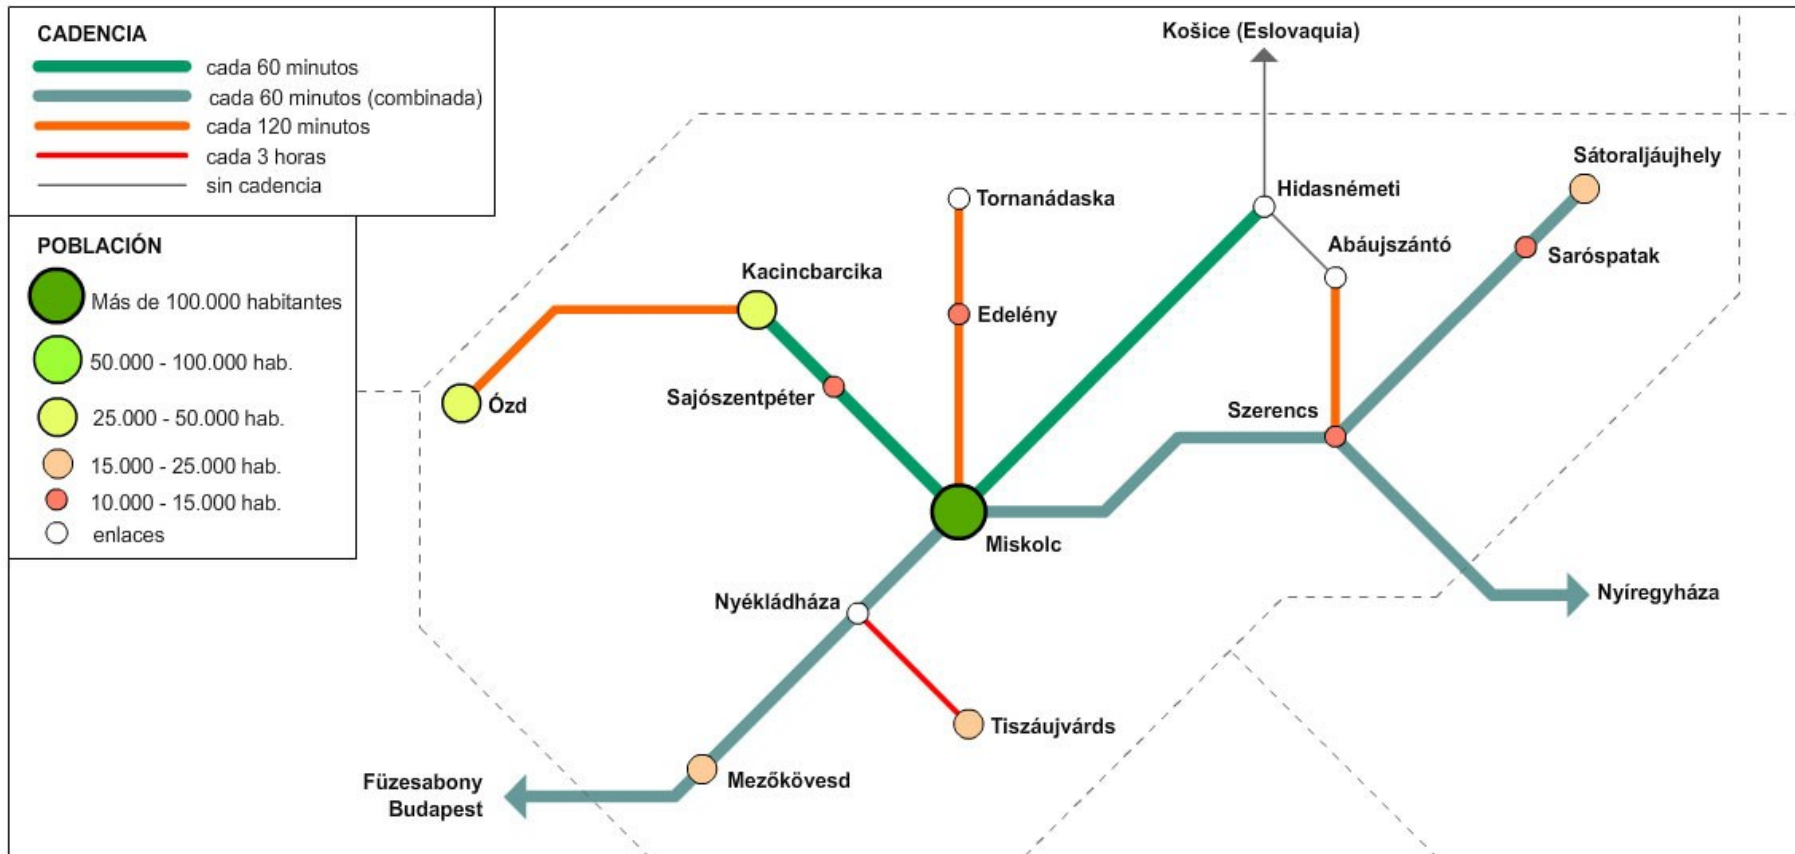 CADENCIA
cada 60 minutos
cada 60 minutos (combinada)
cada 120 minutos
cada 3 horas
sin cadencia
POBLACIÓN
Más de 100.000 habitantes
50.000 - 100.000 hab.
25.000 - 50.000 hab.
15.000 - 25.000 hab.
10.000 - 15.000 hab.
enlaces
Košice (Eslovaquia)
Sátoraljáujhely
Hidasnémeti
Tornanádaska
Abáujszántó
Saróspatak
Kacincbarcika
Edelény
Sajószentpéter
Ózd
Szerencs
Miskolc
Nyékládháza
Nyíregyháza
Tiszáujvárds
Mezőkövesd
Füzesabony
Budapest